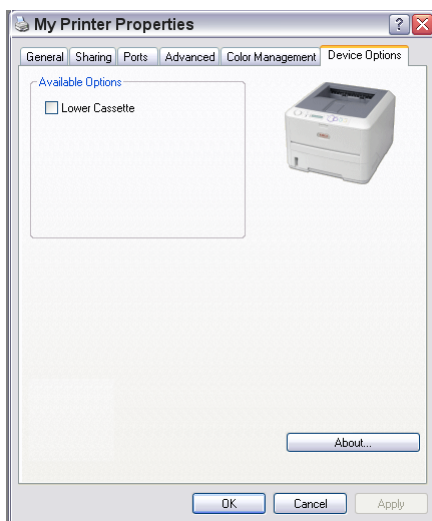 My Printer Properties
?
General Sharing Ports Advanced Color Management Device Options
Available Options
Lower Cassette
OKI
About...
OK Cancel Apply